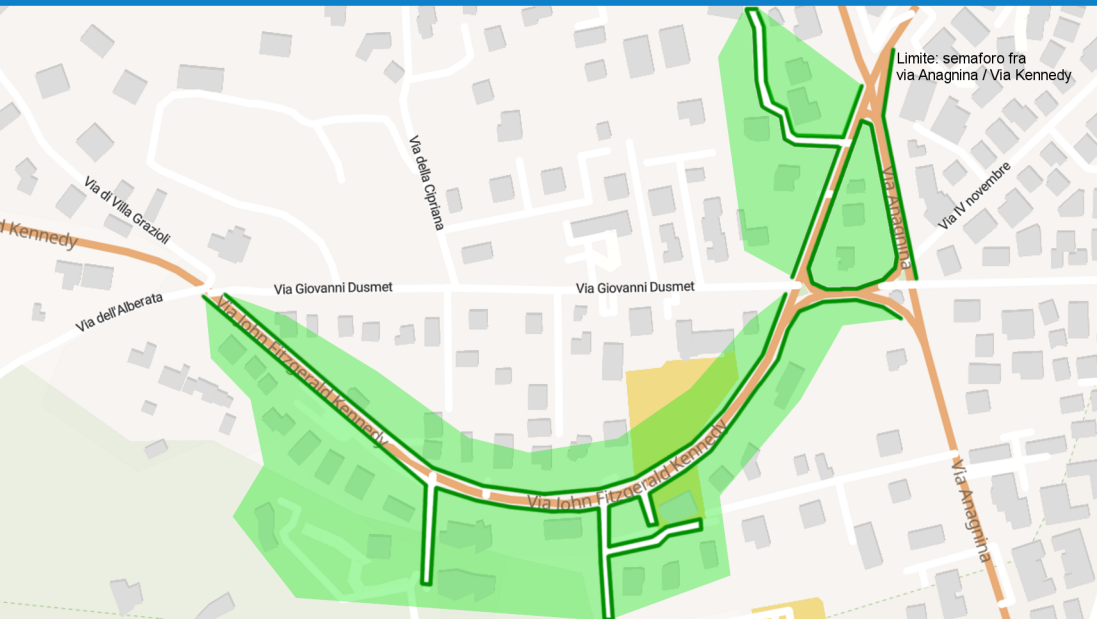 Limite: semaforo fra
via Anagnina / Via Kennedy
Via della Cipriana
Via di Villa Grazioli
Via Anagnina
Via IV novembre
d Kennedy
Via Giovanni Dusmet
Via Giovanni Dusmet
Via dell'Alberata
Via John Fitzgerald Kennedy
Via John Fitzgerald Kennedy
Via Anagnina